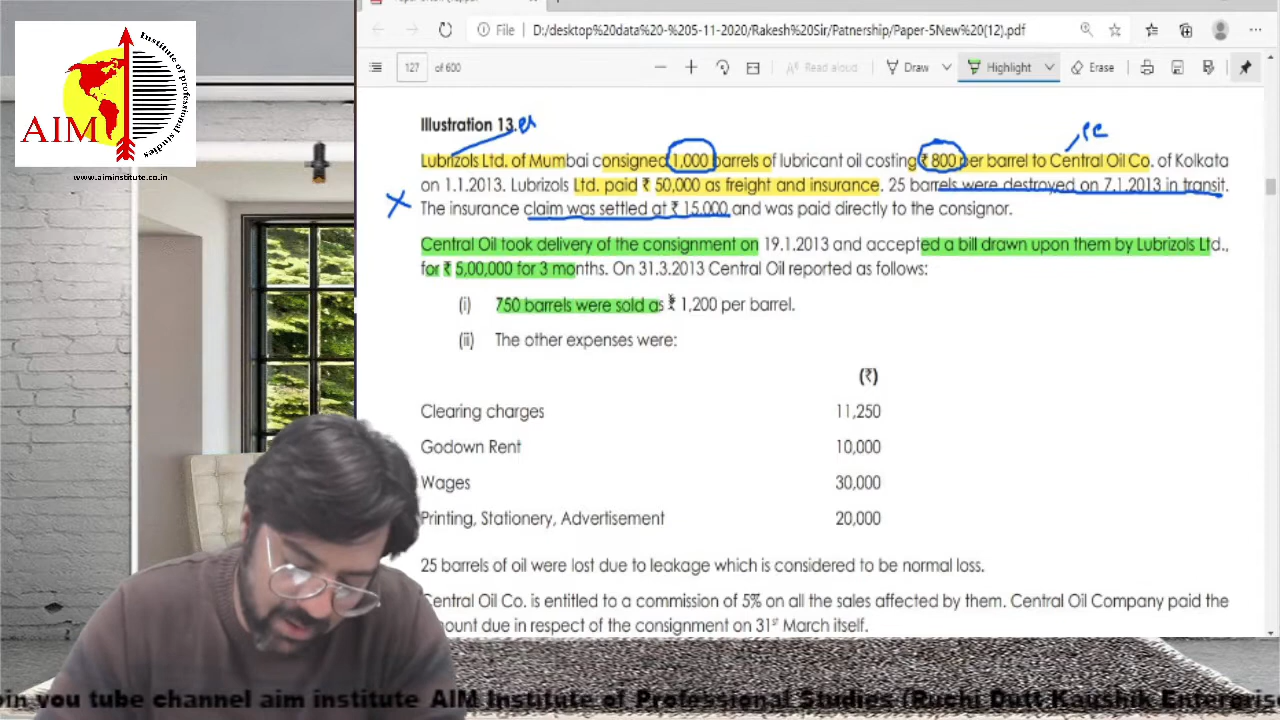 Institute of professional studies
AIM
www.aiminstitute.co.in
File D:/desktop%20data%20-%205-11-2020/Rakesh%20Sir/Patnership/Paper-5New%20(12).pdf
127 of 600 Read aloud Draw Highlight Erase
Illustration 13.
Lubrizols Ltd. of Mumbai consigned 1,000 barrels of lubricant oil costing ₹ 800 per barrel to Central Oil Co. of Kolkata
on 1.1.2013. Lubrizols Ltd. paid ₹ 50,000 as freight and insurance. 25 barrels were destroyed on 7.1.2013 in transit.
The insurance claim was settled at ₹ 15,000 and was paid directly to the consignor.
Central Oil took delivery of the consignment on 19.1.2013 and accepted a bill drawn upon them by Lubrizols Ltd.,
for ₹ 5,00,000 for 3 months. On 31.3.2013 Central Oil reported as follows:
(i) 750 barrels were sold as ₹ 1,200 per barrel.
(ii) The other expenses were:
(₹)
Clearing charges 11,250
Godown Rent 10,000
Wages 30,000
Printing, Stationery, Advertisement 20,000
25 barrels of oil were lost due to leakage which is considered to be normal loss.
Central Oil Co. is entitled to a commission of 5% on all the sales affected by them. Central Oil Company paid the
amount due in respect of the consignment on 31st March itself.
you tube channel aim institute AIM Institute of Professional Studies (Ruchi Dutt Kaushik